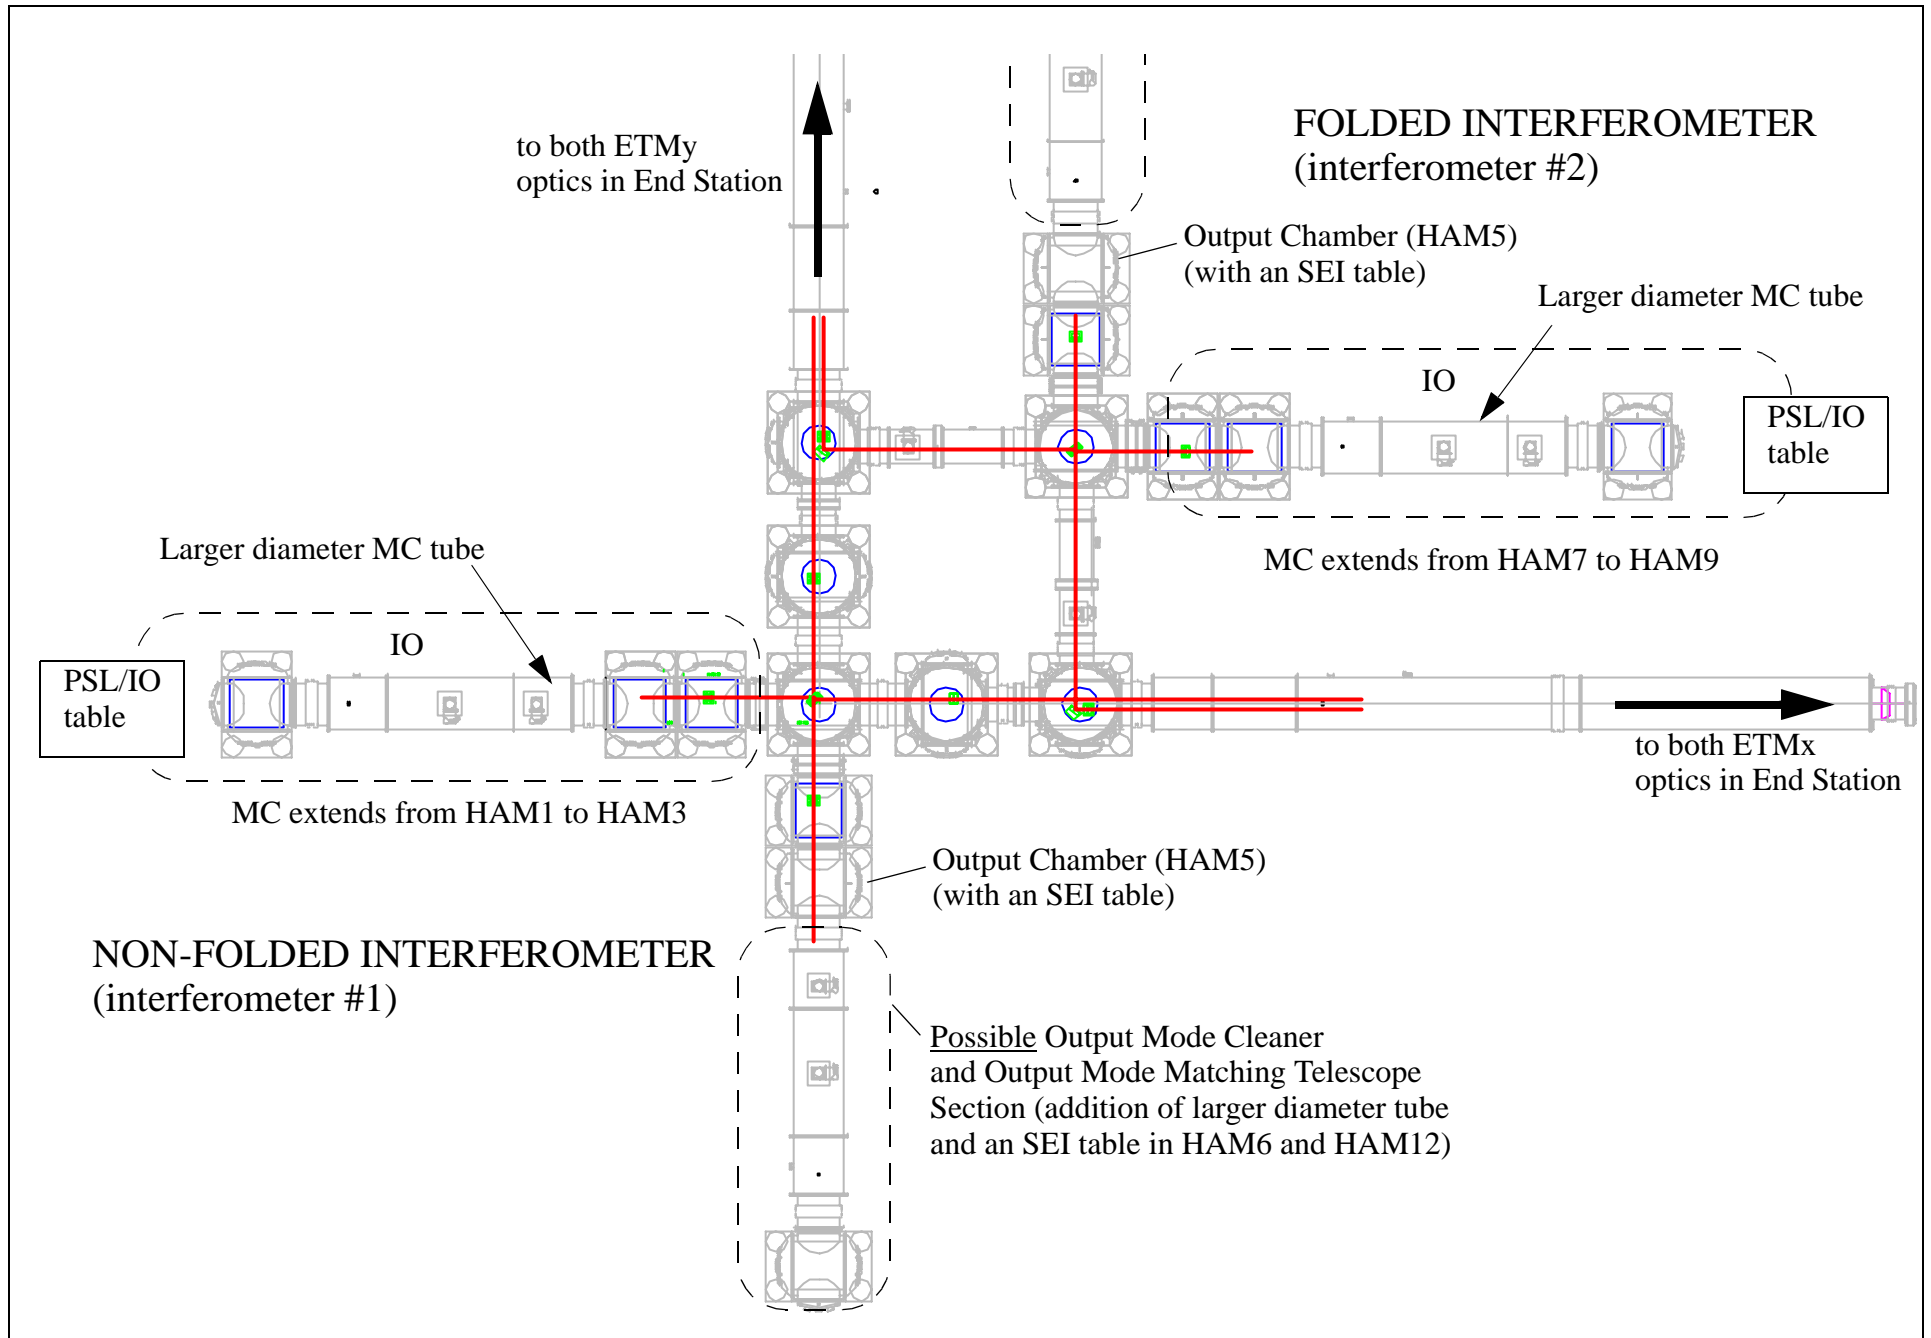 to both ETMy
optics in End Station
FOLDED INTERFEROMETER
(interferometer #2)
Output Chamber (HAM5)
(with an SEI table)
Larger diameter MC tube
IO
PSL/IO
table
MC extends from HAM7 to HAM9
Larger diameter MC tube
IO
PSL/IO
table
MC extends from HAM1 to HAM3
to both ETMx
optics in End Station
Output Chamber (HAM5)
(with an SEI table)
NON-FOLDED INTERFEROMETER
(interferometer #1)
Possible Output Mode Cleaner
and Output Mode Matching Telescope
Section (addition of larger diameter tube
and an SEI table in HAM6 and HAM12)